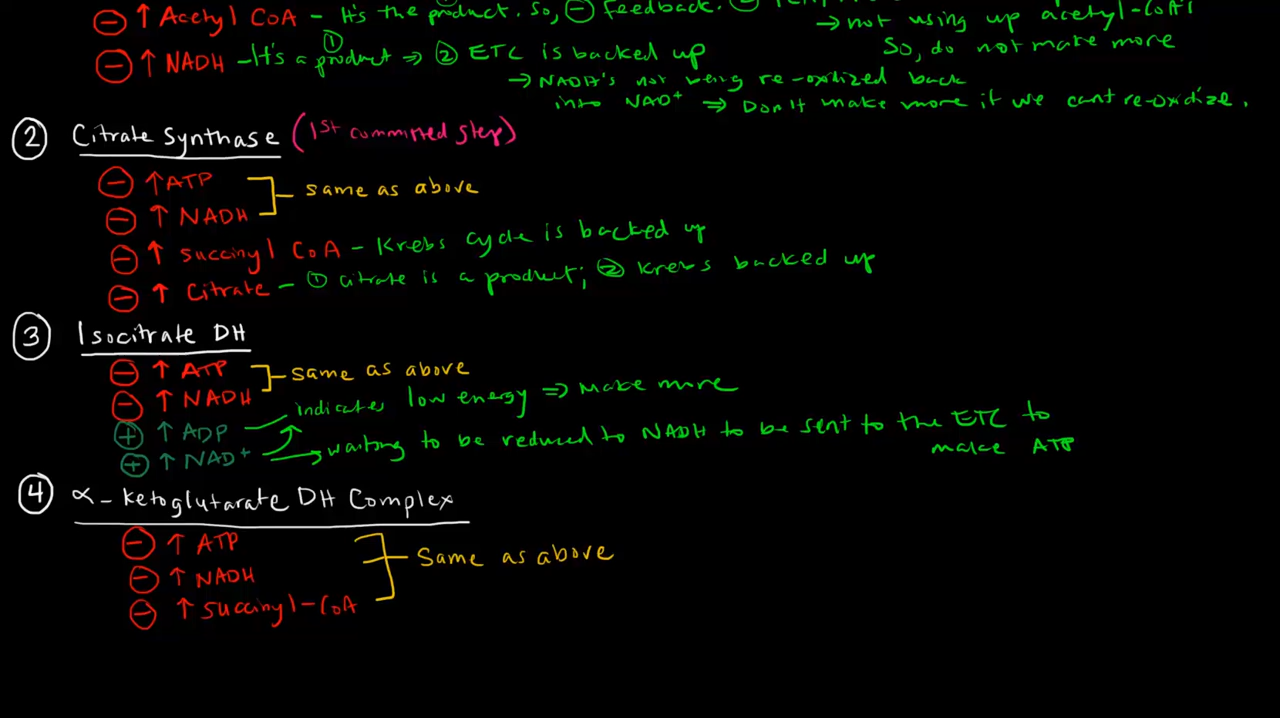 ⊖ ↑ Acetyl CoA – It's the product. So, ⊖ feedback.
→ not using up acetyl-CoA's
So, do not make more
⊖ ↑ NADH – It's a ① product ⇒ ② ETC is backed up
→ NADH's not being re-oxidized back
into NAD+ ⇒ Don't make more if we cant re-oxidize.
② Citrate Synthase (1st committed step)
⊖ ↑ATP
⊖ ↑ NADH
same as above
⊖ ↑ succinyl CoA – Krebs cycle is backed up
⊖ ↑ Citrate – ① citrate is a product; ② Krebs backed up
③ Isocitrate DH
⊖ ↑ ATP
⊖ ↑ NADH
same as above
⊕ ↑ ADP – indicates low energy ⇒ make more
⊕ ↑ NAD+ → waiting to be reduced to NADH to be sent to the ETC to
make ATP
④ α-ketoglutarate DH Complex
⊖ ↑ ATP
⊖ ↑ NADH
⊖ ↑ succinyl-CoA
Same as above